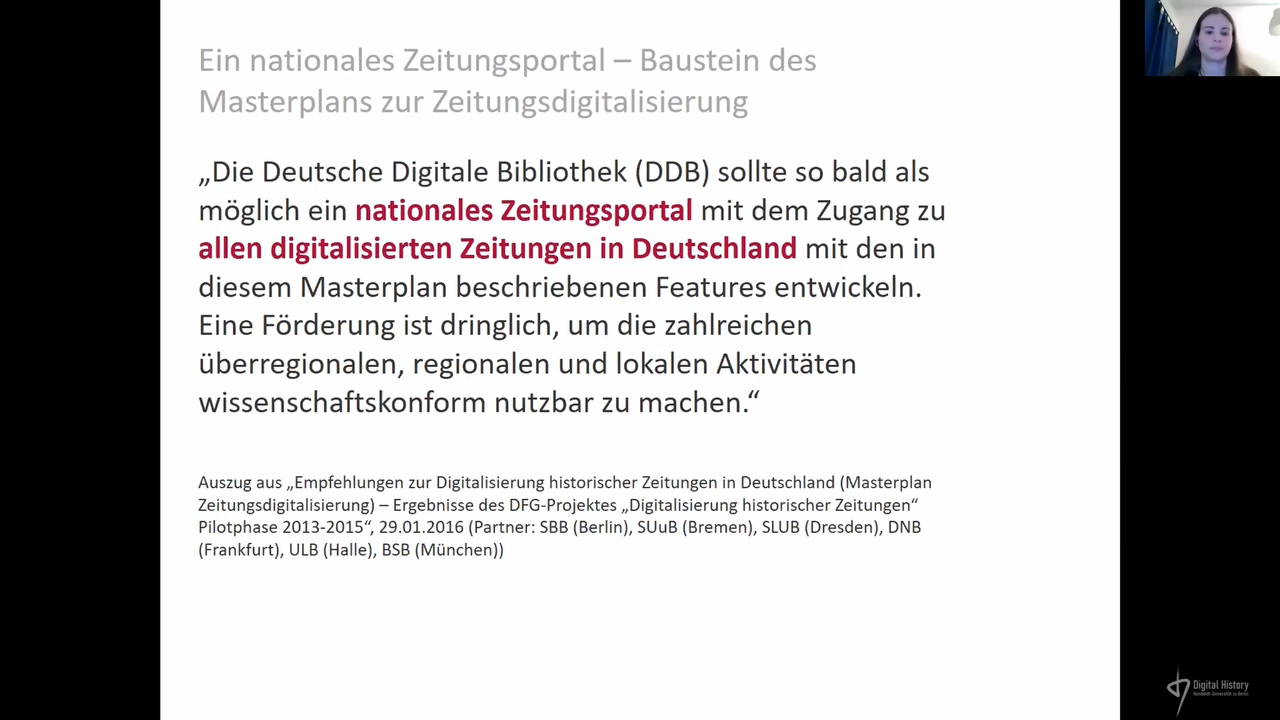 Ein nationales Zeitungsportal – Baustein des
Masterplans zur Zeitungsdigitalisierung
„Die Deutsche Digitale Bibliothek (DDB) sollte so bald als
möglich ein nationales Zeitungsportal mit dem Zugang zu
allen digitalisierten Zeitungen in Deutschland mit den in
diesem Masterplan beschriebenen Features entwickeln.
Eine Förderung ist dringlich, um die zahlreichen
überregionalen, regionalen und lokalen Aktivitäten
wissenschaftskonform nutzbar zu machen.“
Auszug aus „Empfehlungen zur Digitalisierung historischer Zeitungen in Deutschland (Masterplan
Zeitungsdigitalisierung) – Ergebnisse des DFG-Projektes „Digitalisierung historischer Zeitungen“
Pilotphase 2013-2015“, 29.01.2016 (Partner: SBB (Berlin), SUuB (Bremen), SLUB (Dresden), DNB
(Frankfurt), ULB (Halle), BSB (München))
Digital History
Humboldt-Universität zu Berlin